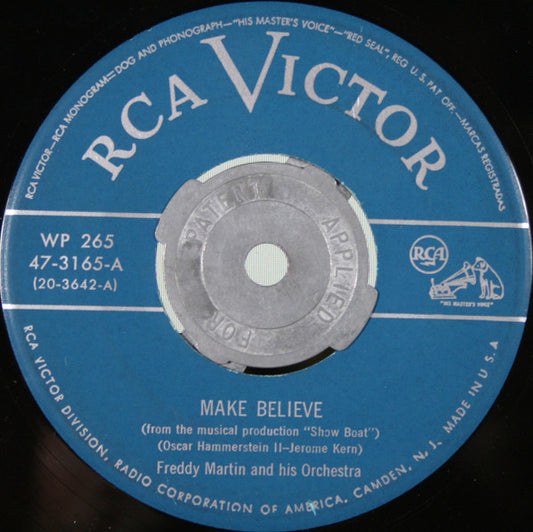 RCA VICTOR—RCA MONOGRAM—DOG AND PHONOGRAPH—"HIS MASTER'S VOICE"—"RED SEAL", REG U.S. PAT OFF.—MARCAS REGISTRADAS
RCA VICTOR
WP 265
47-3165-A
(20-3642-A)
PATENT APPLIED FOR
RCA
"HIS MASTER'S VOICE"
MAKE BELIEVE
(from the musical production "Show Boat")
(Oscar Hammerstein II—Jerome Kern)
Freddy Martin and his Orchestra
RCA VICTOR DIVISION, RADIO CORPORATION OF AMERICA, CAMDEN, N. J. MADE IN U.S.A